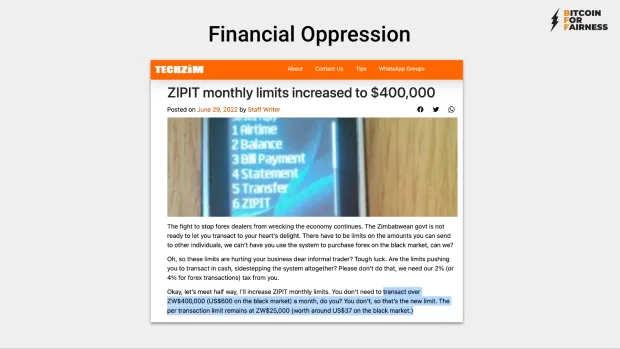 Financial Oppression
BITCOIN
FOR
FAIRNESS
TECHZIM
About
Contact Us
Tips
WhatsApp Groups
ZIPIT monthly limits increased to $400,000
Posted on June 29, 2022 by Staff Writer
1 Airtime
2 Balance
3 Bill Payment
4 Statement
5 Transfer
6 ZIPIT
The fight to stop forex dealers from wrecking the economy continues. The Zimbabwean govt is not
ready to let you transact to your heart's delight. There have to be limits on the amounts you can send
to other individuals, we can't have you use the system to purchase forex on the black market, can we?
Oh, so these limits are hurting your business dear informal trader? Tough luck. Are the limits pushing
you to transact in cash, sidestepping the system altogether? Please don't do that, we need our 2% (or
4% for forex transactions) tax from you.
Okay, let's meet half way, I'll increase ZIPIT monthly limits. You don't need to transact over
ZW$400,000 (US$600 on the black market) a month, do you? You don't, so that's the new limit. The
per transaction limit remains at ZW$25,000 (worth around US$37 on the black market.)